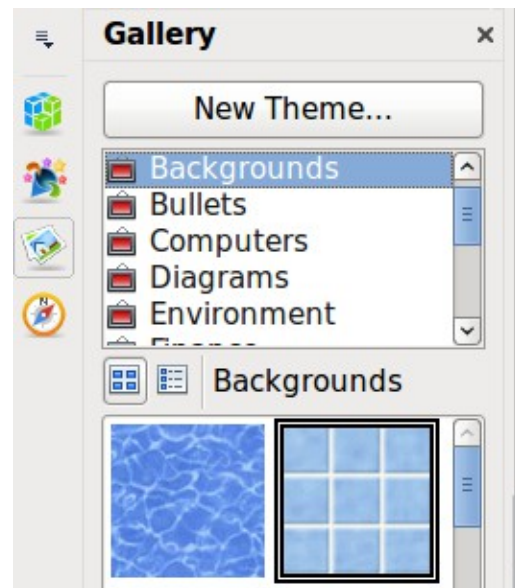 Gallery
New Theme...
Backgrounds
Bullets
Computers
Diagrams
Environment
Backgrounds